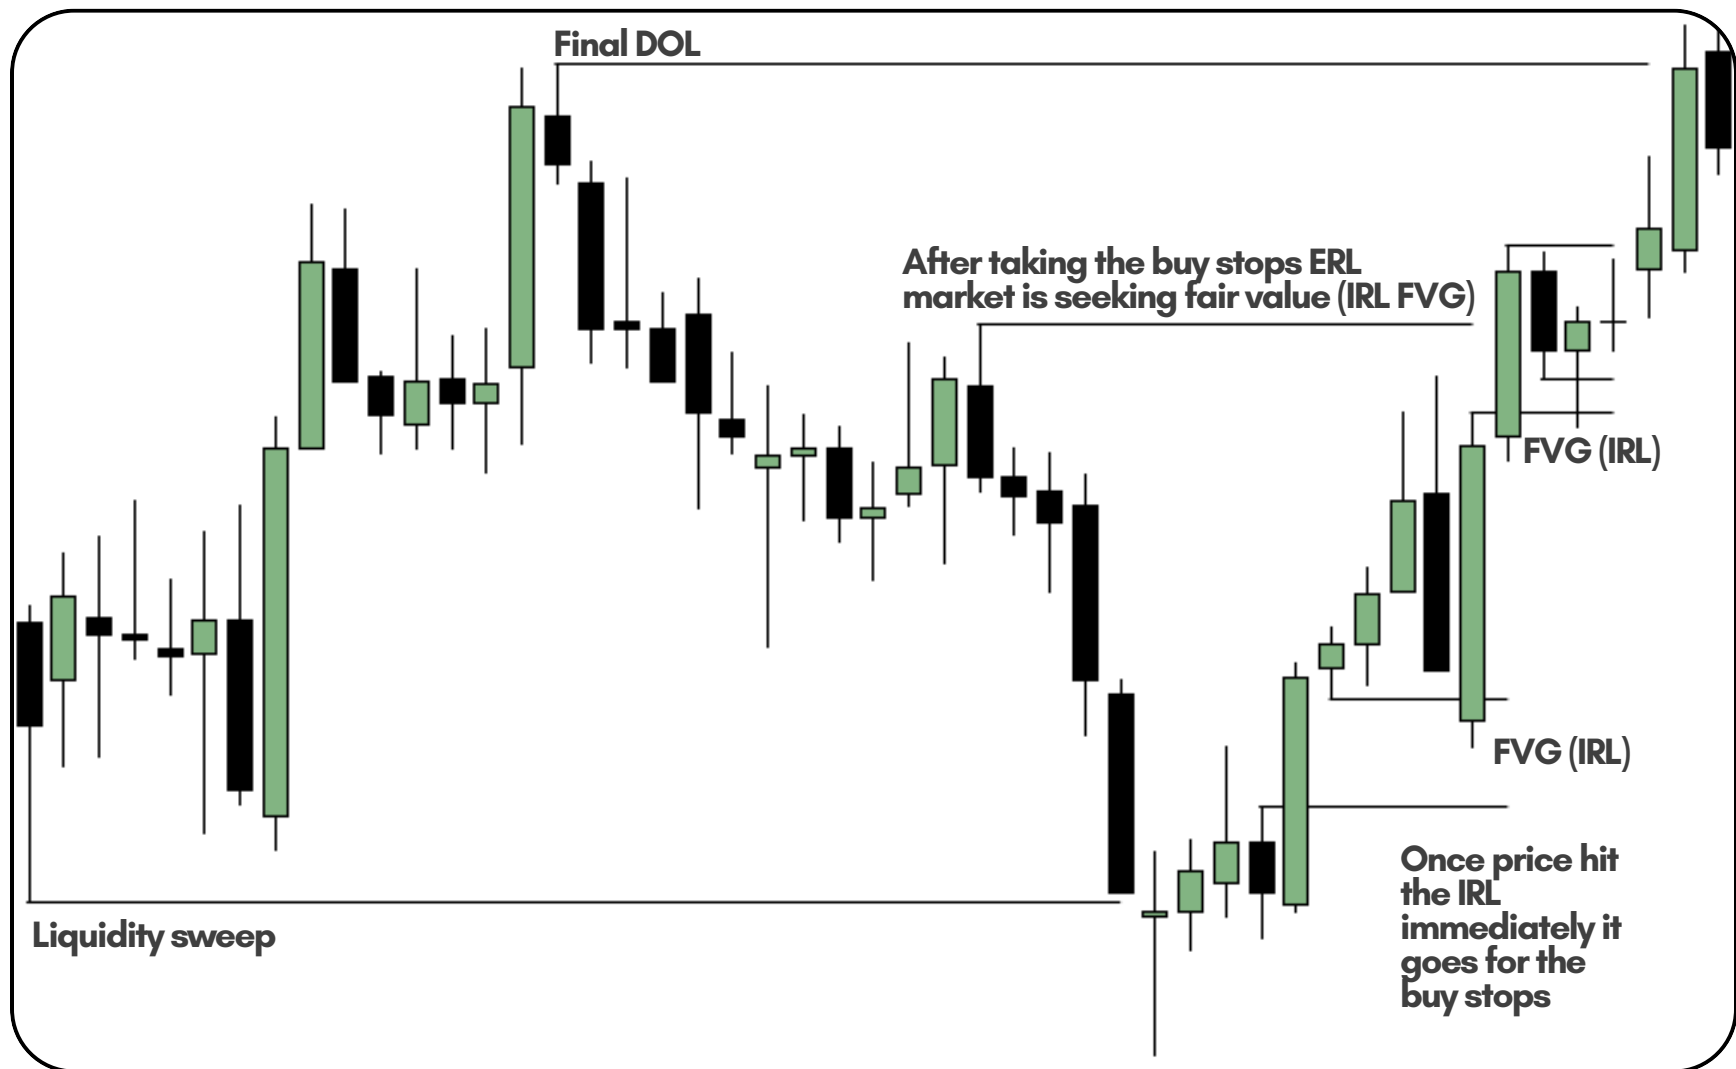 Final DOL
After taking the buy stops ERL
market is seeking fair value (IRL FVG)
FVG (IRL)
FVG (IRL)
Once price hit
the IRL
immediately it
goes for the
buy stops
Liquidity sweep